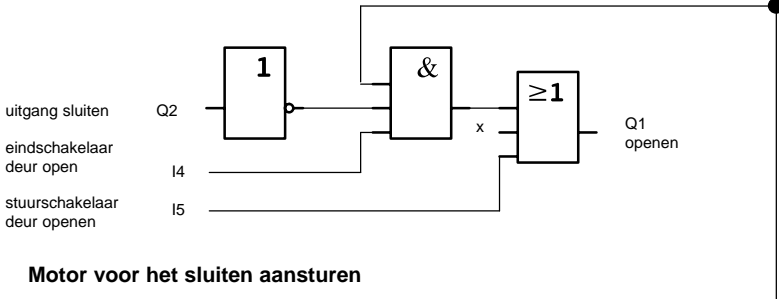 1
&
≥1
uitgang sluiten Q2
x
Q1
openen
eindschakelaar
deur open I4
stuurschakelaar
deur openen I5
Motor voor het sluiten aansturen